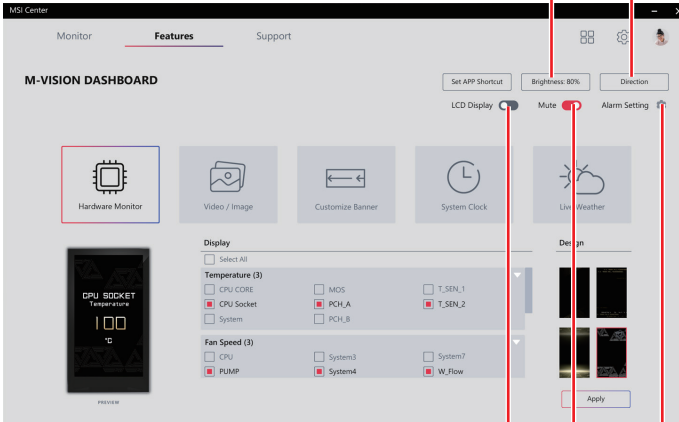 MSI Center
Monitor Features Support
M-VISION DASHBOARD
Set APP Shortcut Brightness: 80% Direction
LCD Display Mute Alarm Setting
Hardware Monitor Video / Image Customize Banner System Clock Live Weather
Display Design
Select All
Temperature (3)
CPU CORE MOS T_SEN_1
CPU Socket PCH_A T_SEN_2
System PCH_B
CPU SOCKET
Temperature
100
°C
Fan Speed (3)
CPU System3 System7
PUMP System4 W_Flow
PREVIEW
Apply